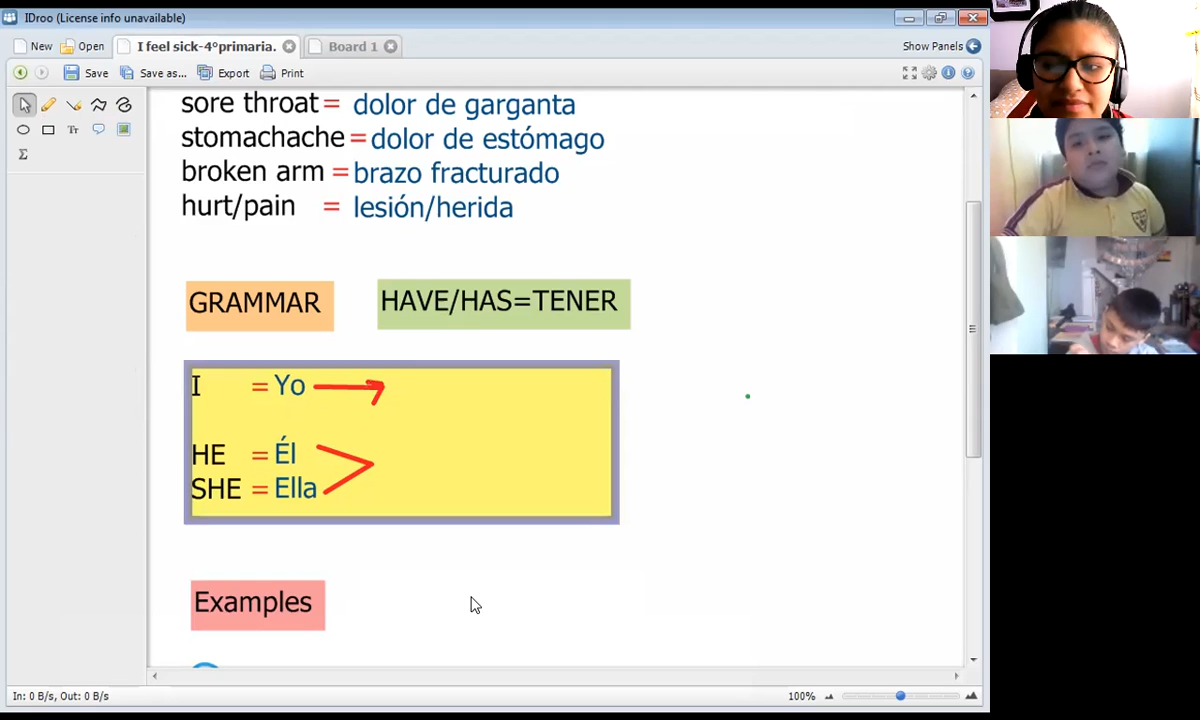 IDroo (License info unavailable)
New Open I feel sick-4°primaria. Board 1 Show Panels
Save Save as... Export Print
sore throat = dolor de garganta
stomachache = dolor de estómago
broken arm = brazo fracturado
hurt/pain = lesión/herida
GRAMMAR HAVE/HAS=TENER
I = Yo
HE = Él
SHE = Ella
Examples
In: 0 B/s, Out: 0 B/s 100%